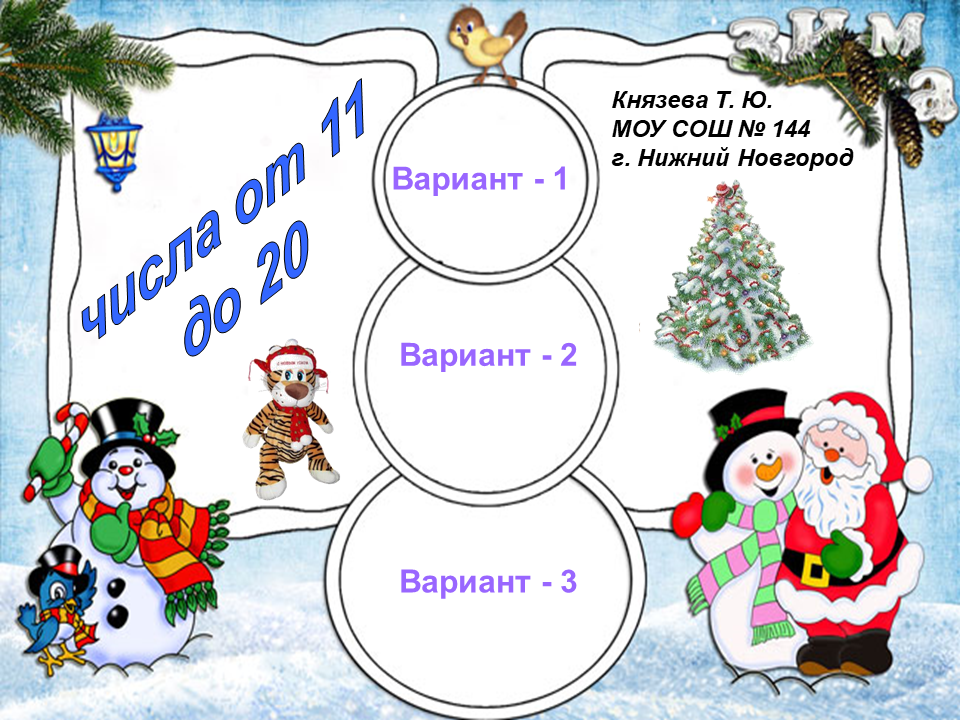 числа от 11
до 20
зима
Князева Т. Ю.
МОУ СОШ № 144
г. Нижний Новгород
Вариант - 1
Вариант - 2
Вариант - 3